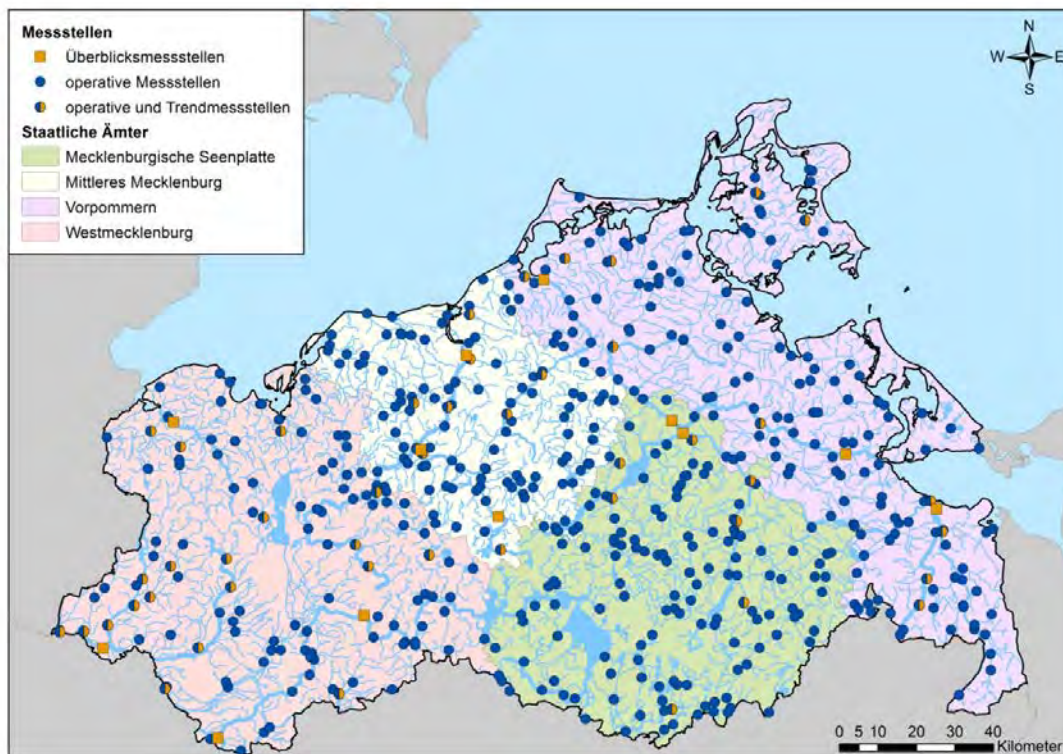 Messstellen
Überblicksmessstellen
operative Messstellen
operative und Trendmessstellen
Staatliche Ämter
Mecklenburgische Seenplatte
Mittleres Mecklenburg
Vorpommern
Westmecklenburg
N
W E
S
0 5 10 20 30 40
Kilometer